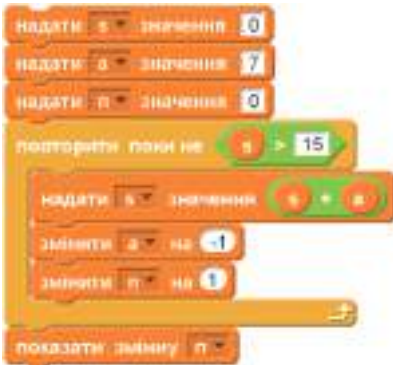 надати s значення 0
надати a значення 7
надати n значення 0
повторити поки не s > 15
надати s значення s + a
змінити a на -1
змінити n на 1
показати змінну n